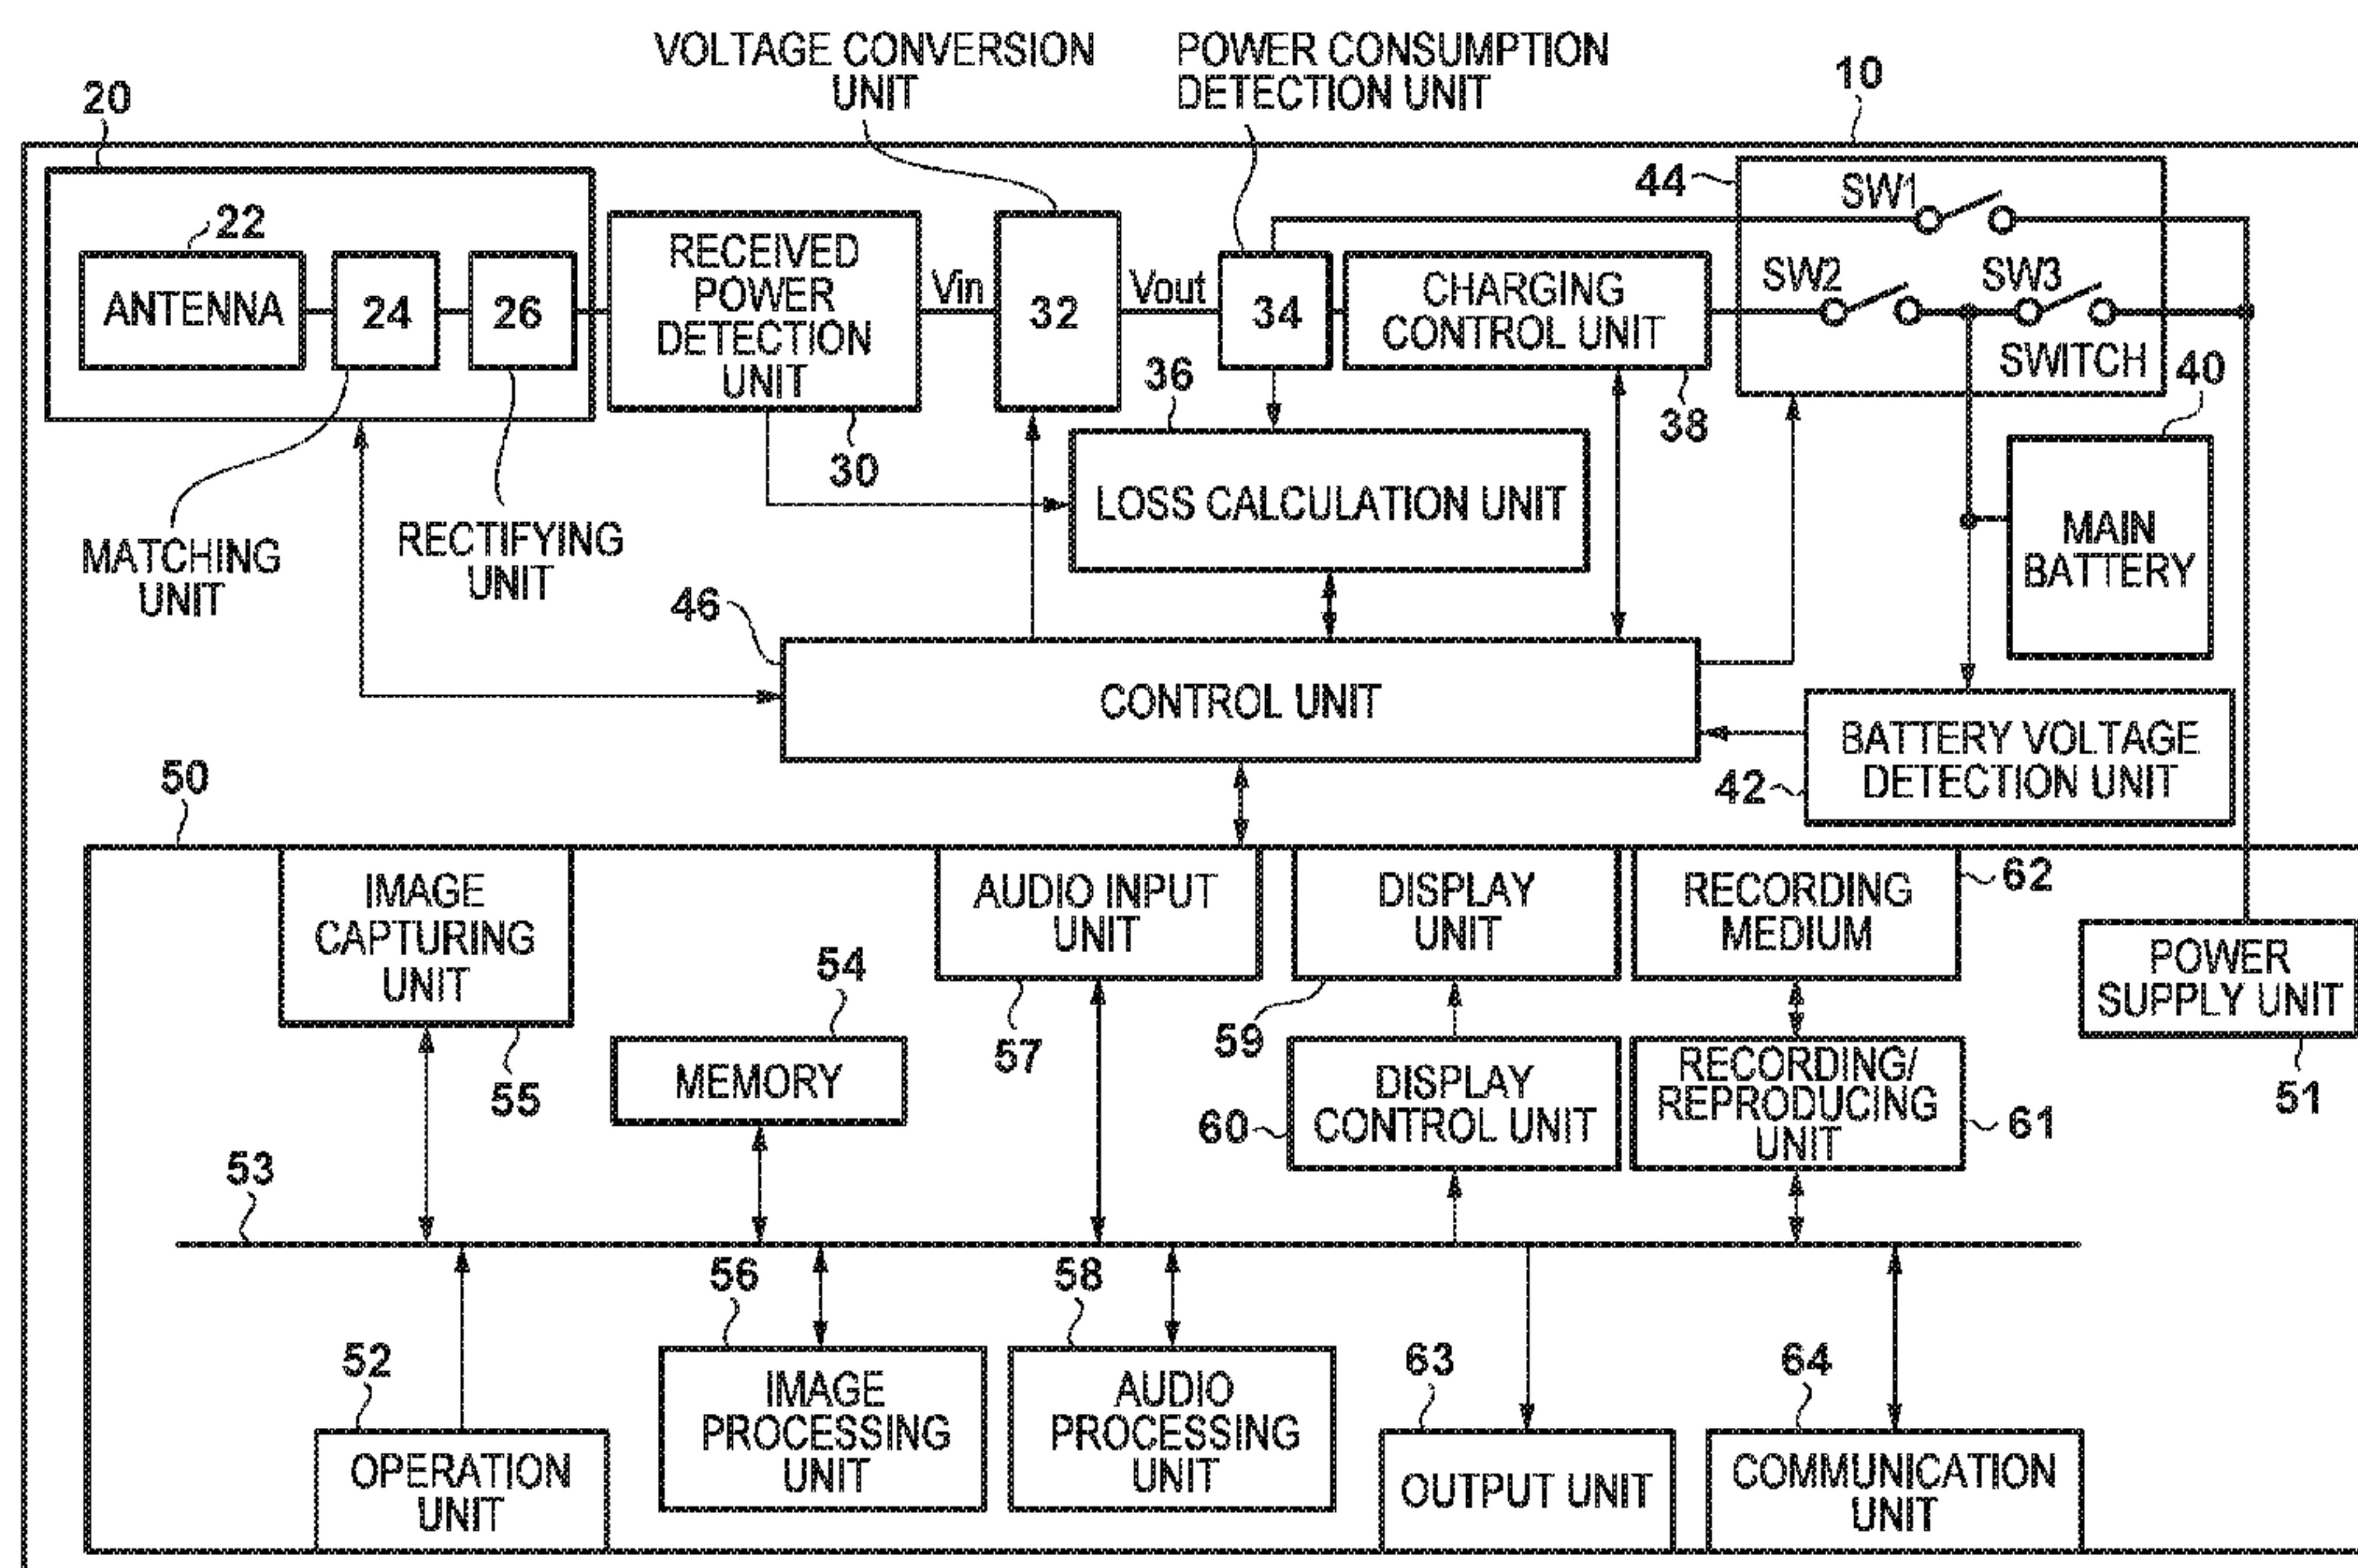 VOLTAGE CONVERSION
UNIT
POWER CONSUMPTION
DETECTION UNIT
10
20
44
SW1
22
ANTENNA
24
26
RECEIVED
POWER
DETECTION
UNIT
Vin
32
Vout
34
CHARGING
CONTROL UNIT
SW2
SW3
SWITCH
40
36
38
30
LOSS CALCULATION UNIT
MAIN
BATTERY
MATCHING
UNIT
RECTIFYING
UNIT
46
CONTROL UNIT
BATTERY VOLTAGE
DETECTION UNIT
42
50
IMAGE
CAPTURING
UNIT
AUDIO INPUT
UNIT
DISPLAY
UNIT
RECORDING
MEDIUM
62
POWER
SUPPLY UNIT
54
57
59
55
MEMORY
DISPLAY
CONTROL UNIT
60
RECORDING/
REPRODUCING
UNIT
61
51
53
56
58
52
63
64
OPERATION
UNIT
IMAGE
PROCESSING
UNIT
AUDIO
PROCESSING
UNIT
OUTPUT UNIT
COMMUNICATION
UNIT